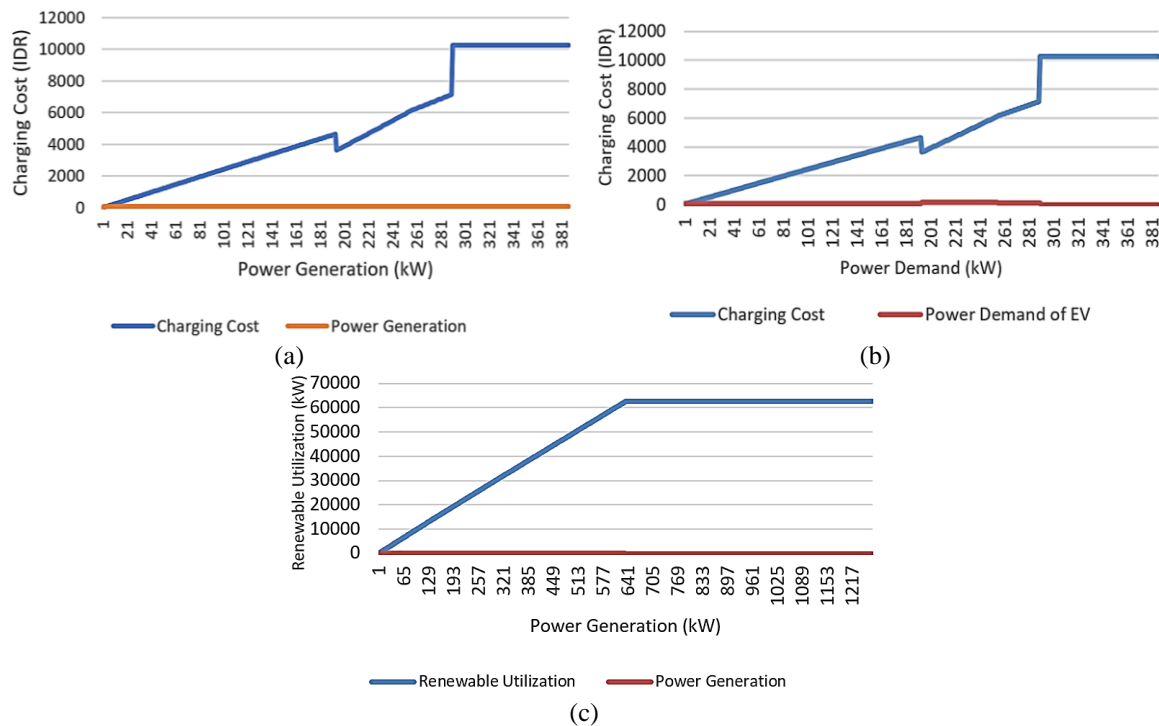 12000
10000
8000
6000
4000
2000
0
Charging Cost (IDR)
1 21 41 61 81 101 121 141 161 181 201 221 241 261 281 301 321 341 361 381
Power Generation (kW)
Charging Cost Power Generation
(a)
12000
10000
8000
6000
4000
2000
0
Charging Cost (IDR)
1 21 41 61 81 101 121 141 161 181 201 221 241 261 281 301 321 341 361 381
Power Demand (kW)
Charging Cost Power Demand of EV
(b)
70000
60000
50000
40000
30000
20000
10000
0
Renewable Utilization (kW)
1 65 129 193 257 321 385 449 513 577 641 705 769 833 897 961 1025 1089 1153 1217
Power Generation (kW)
Renewable Utilization Power Generation
(c)